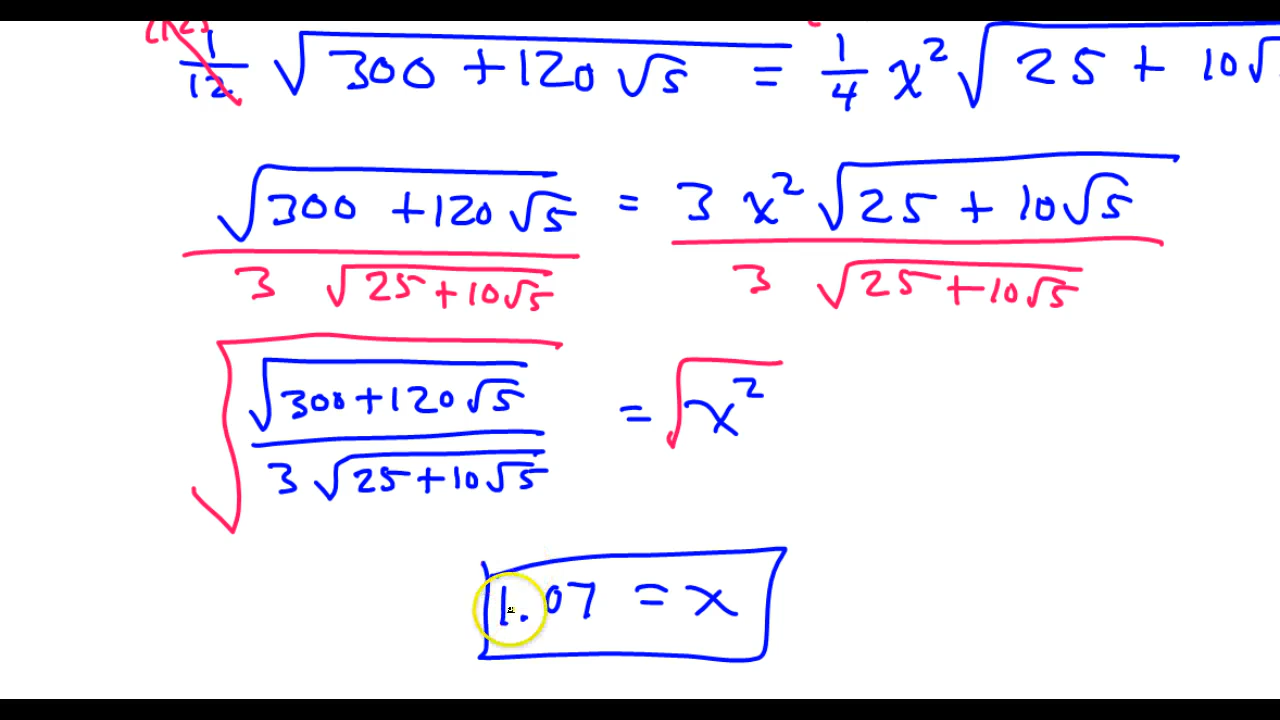 (12)
1/12 √(300 + 120√5) = 1/4 x² √(25 + 10√
√(300 + 120√5) = 3 x² √(25 + 10√5)
3 √(25 + 10√5) 3 √(25 + 10√5)
√(300 + 120√5) = √x²
3 √(25 + 10√5)
1.07 = x